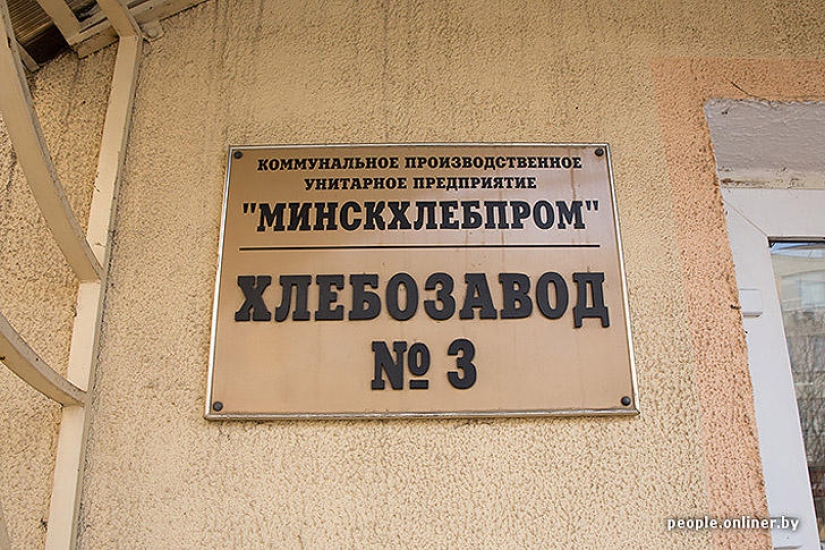 КОММУНАЛЬНОЕ ПРОИЗВОДСТВЕННОЕ
УНИТАРНОЕ ПРЕДПРИЯТИЕ
"МИНСКХЛЕБПРОМ"
ХЛЕБОЗАВОД
№ 3
people.onliner.by